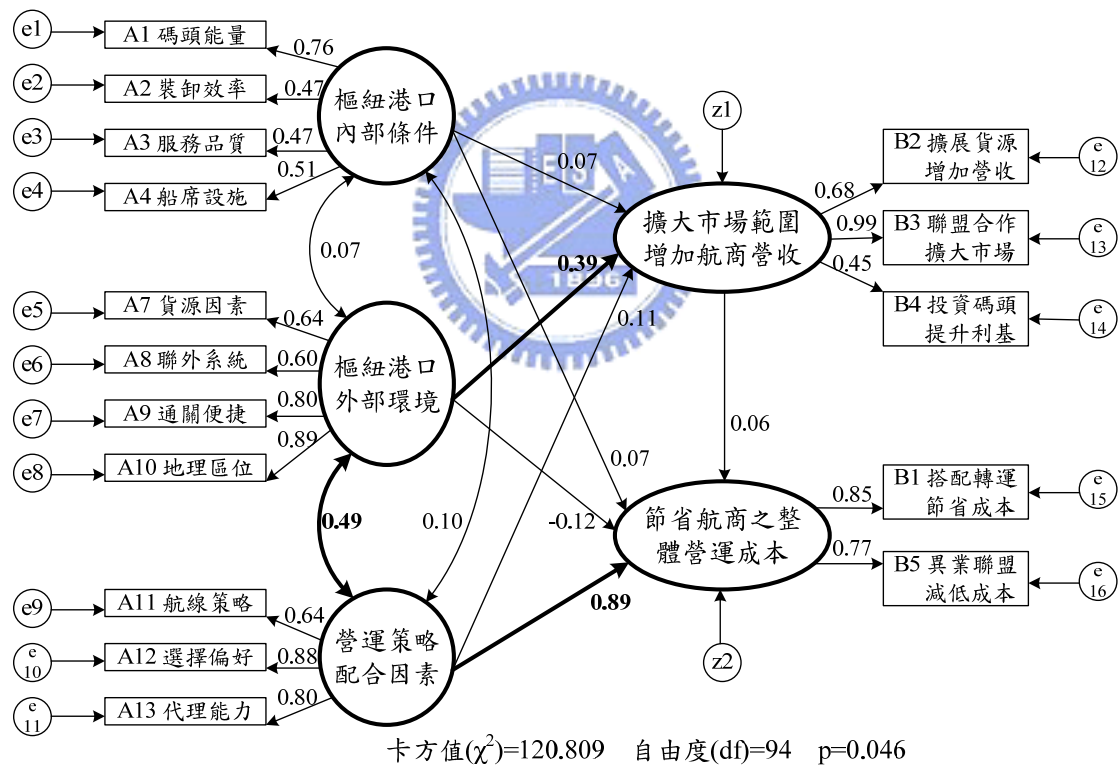 e1
A1 碼頭能量
0.76
e2
A2 裝卸效率
0.47
e3
A3 服務品質
0.47
e4
A4 船席設施
0.51
樞紐港口
內部條件
0.07
e5
A7 貨源因素
0.64
e6
A8 聯外系統
0.60
e7
A9 通關便捷
0.80
e8
A10 地理區位
0.89
樞紐港口
外部環境
0.49
0.10
e9
A11 航線策略
0.64
e
10
A12 選擇偏好
0.88
e
11
A13 代理能力
0.80
營運策略
配合因素
0.07
0.39
0.11
0.07
-0.12
0.89
E S A
1896
z1
擴大市場範圍
增加航商營收
0.06
節省航商之整
體營運成本
z2
0.68
B2 擴展貨源
增加營收
e
12
0.99
B3 聯盟合作
擴大市場
e
13
0.45
B4 投資碼頭
提升利基
e
14
0.85
B1 搭配轉運
節省成本
e
15
0.77
B5 異業聯盟
減低成本
e
16
卡方值(χ²)=120.809 自由度(df)=94 p=0.046